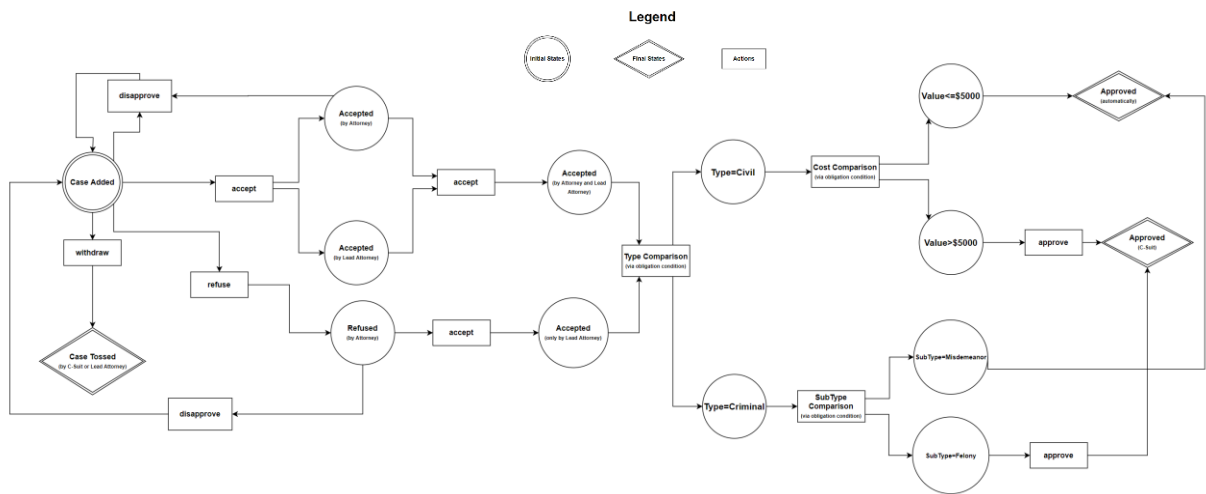 Legend
Initial States
Final States
Actions
disapprove
Accepted
(by Attorney)
Value<=$5000
Approved
(automatically)
Case Added
accept
accept
Accepted
(by Attorney and Lead
Attorney)
Type=Civil
Cost Comparison
(via obligation condition)
withdraw
Accepted
(by Lead Attorney)
Type Comparison
(via obligation condition)
Value>$5000
approve
Approved
(C-Suit)
refuse
Refused
(by Attorney)
accept
Accepted
(only by Lead Attorney)
Case Tossed
(by C-Suit or Lead Attorney)
SubType=Misdemeanor
disapprove
Type=Criminal
SubType
Comparison
(via obligation condition)
SubType=Felony
approve